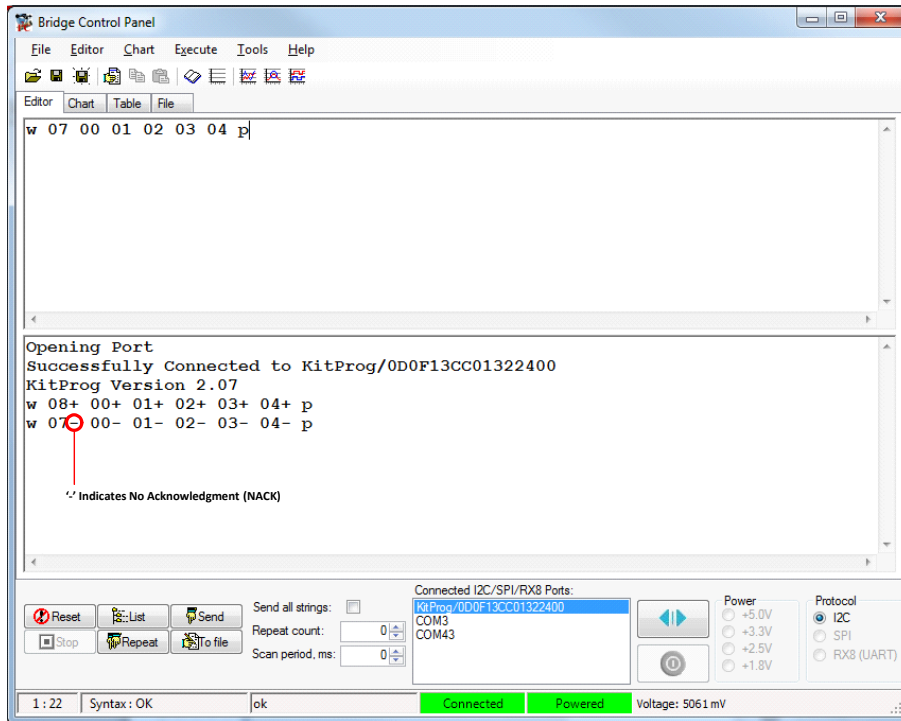 Bridge Control Panel
File Editor Chart Execute Tools Help
Editor Chart Table File
w 07 00 01 02 03 04 p
Opening Port
Successfully Connected to KitProg/0D0F13CC01322400
KitProg Version 2.07
w 08+ 00+ 01+ 02+ 03+ 04+ p
w 07- 00- 01- 02- 03- 04- p
‘-’ Indicates No Acknowledgment (NACK)
Connected I2C/SPI/RX8 Ports:
Reset List Send
Stop Repeat To file
Send all strings:
Repeat count: 0
Scan period, ms: 0
KitProg/0D0F13CC01322400
COM3
COM43
Power
+5.0V
+3.3V
+2.5V
+1.8V
Protocol
I2C
SPI
RX8 (UART)
1 : 22 Syntax : OK ok Connected Powered Voltage: 5061 mV